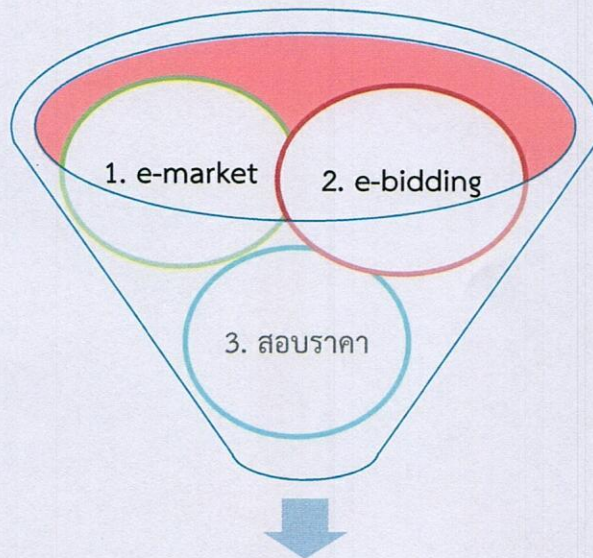 1. e-market
2. e-bidding
3. สอบราคา